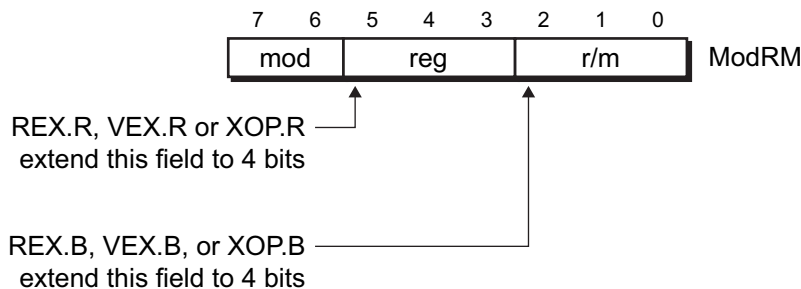 7 6 5 4 3 2 1 0
mod reg r/m ModRM
REX.R, VEX.R or XOP.R
extend this field to 4 bits
REX.B, VEX.B, or XOP.B
extend this field to 4 bits